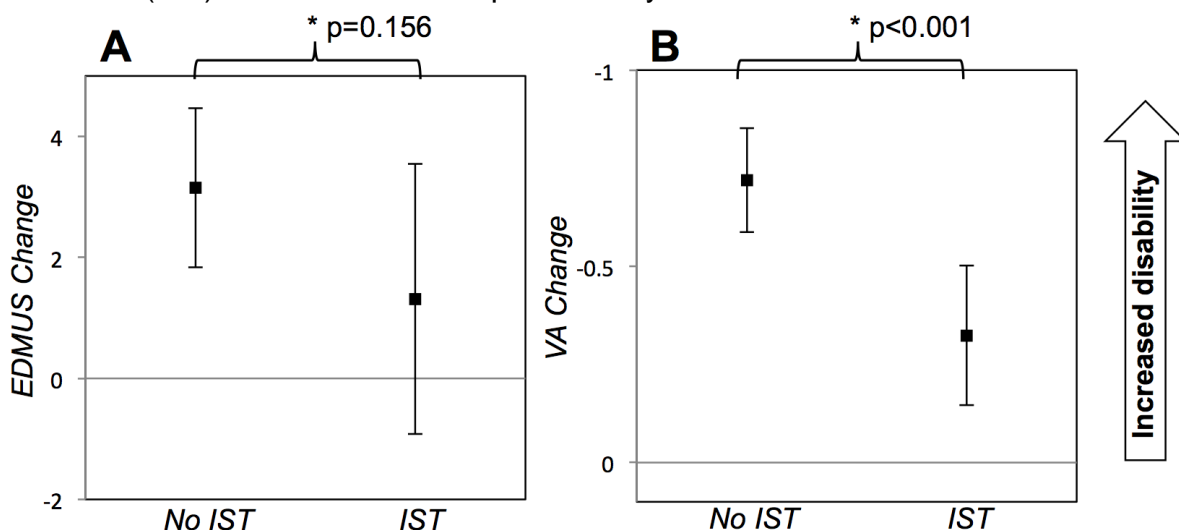 A
* p=0.156
4
2
0
-2
EDMUS Change
No IST
IST
B
* p<0.001
-1
-0.5
0
VA Change
No IST
IST
Increased disability